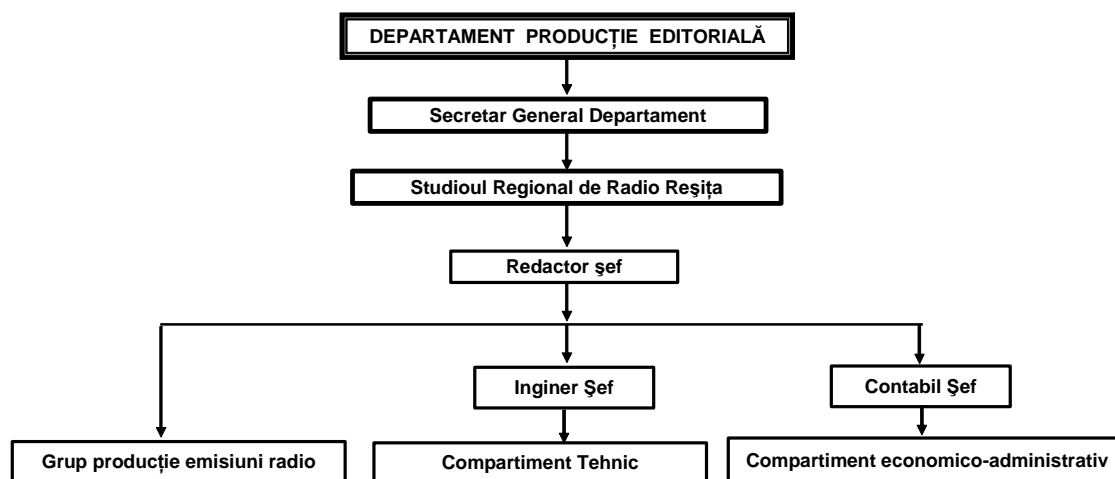 DEPARTAMENT PRODUCȚIE EDITORIALĂ
Secretar General Departament
Studioul Regional de Radio Reşița
Redactor şef
Inginer Şef
Contabil Şef
Grup producție emisiuni radio
Compartiment Tehnic
Compartiment economico-administrativ